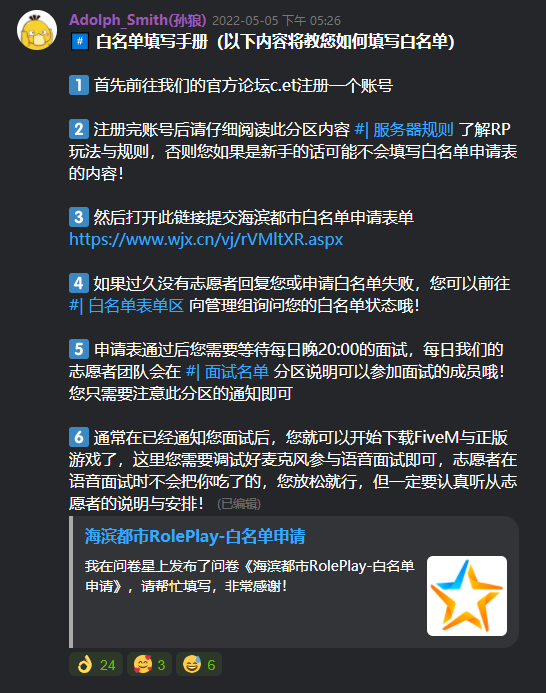 Adolph_Smith(孙狼) 2022-05-05 下午 05:26
# 白名单填写手册（以下内容将教您如何填写白名单）
1 首先前往我们的官方论坛c.et注册一个账号
2 注册完账号后请仔细阅读此分区内容 #| 服务器规则 了解RP
玩法与规则，否则您如果是新手的话可能不会填写白名单申请表
的内容！
3 然后打开此链接提交海滨都市白名单申请表单
https://www.wjx.cn/vj/rVMltXR.aspx
4 如果过久没有志愿者回复您或申请白名单失败，您可以前往
#| 白名单表单区 向管理组询问您的白名单状态哦！
5 申请表通过后您需要等待每日晚20:00的面试，每日我们的
志愿者团队会在 #| 面试名单 分区说明可以参加面试的成员哦！
您只需要注意此分区的通知即可
6 通常在已经通知您面试后，您就可以开始下载FiveM与正版
游戏了，这里您需要调试好麦克风参与语音面试即可，志愿者在
语音面试时不会把你吃了的，您放松就行，但一定要认真听从志
愿者的说明与安排！ (已编辑)
海滨都市RolePlay-白名单申请
我在问卷星上发布了问卷《海滨都市RolePlay-白名单
申请》，请帮忙填写，非常感谢！
24 3 6